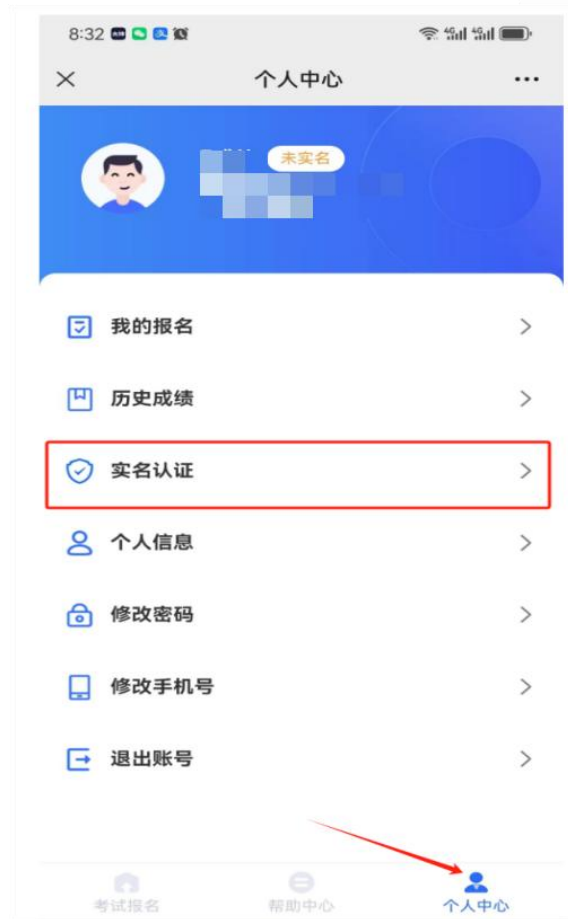 8:32
个人中心
未实名
我的报名
历史成绩
实名认证
个人信息
修改密码
修改手机号
退出账号
考试报名
帮助中心
个人中心